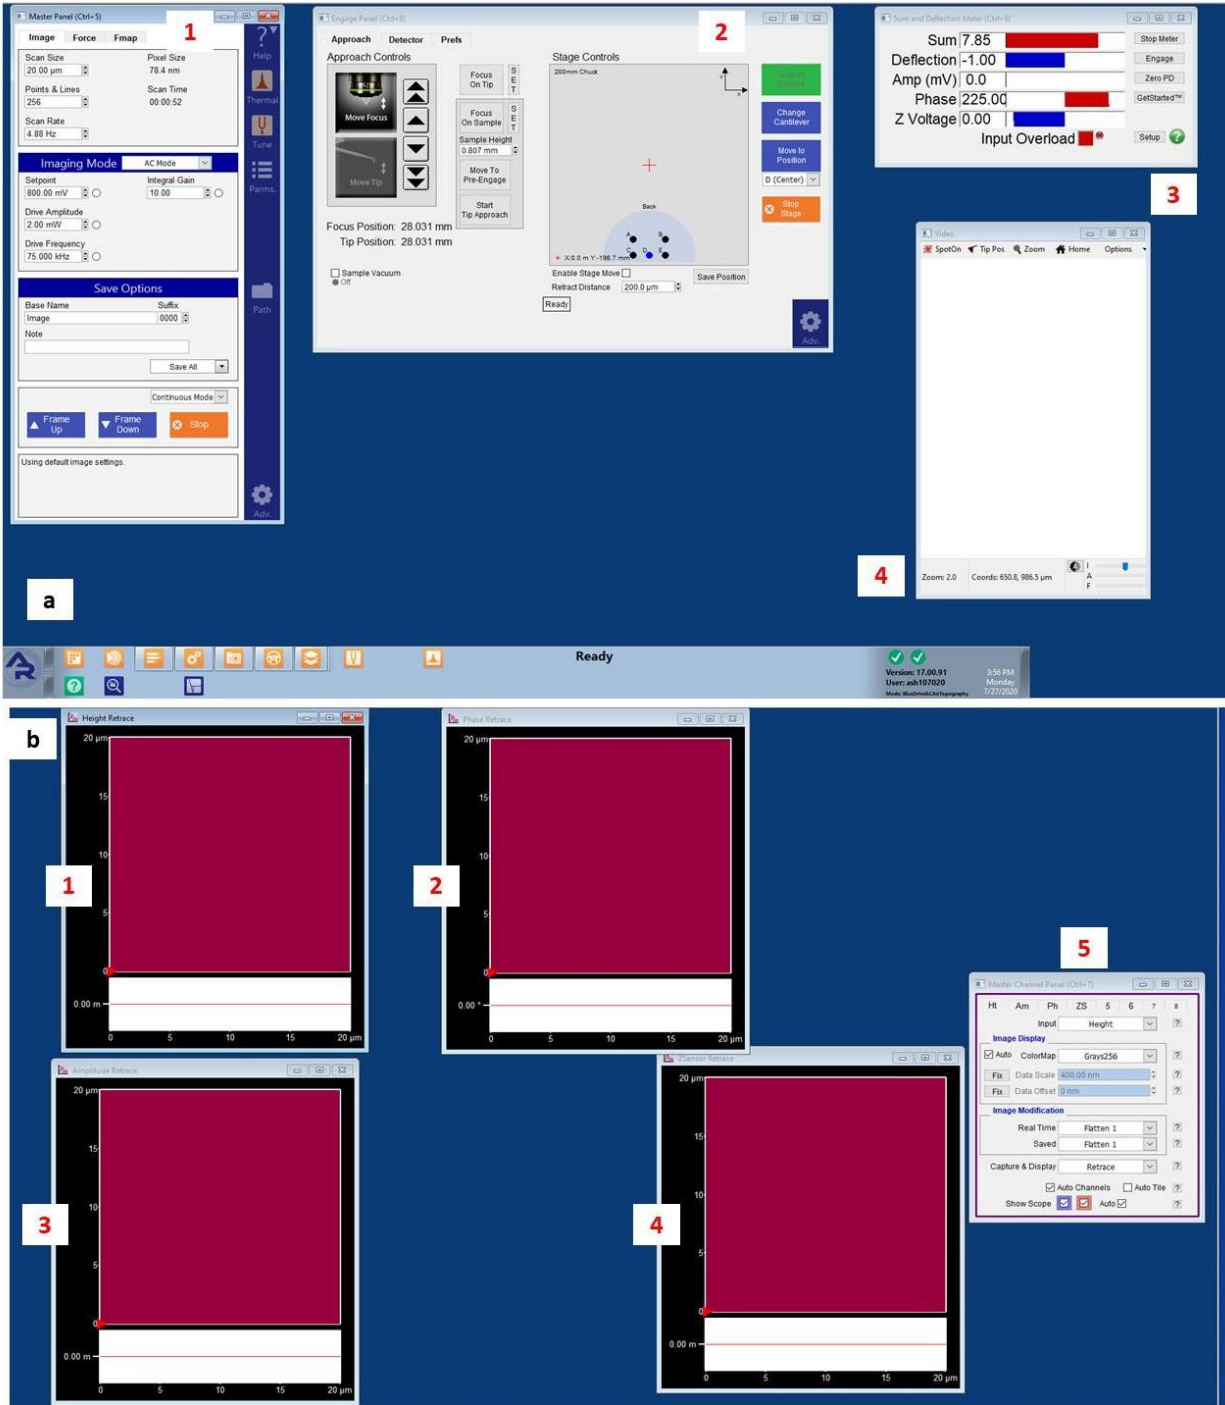 Master Panel (Ctrl+5)
1
Image Force Fmap
Scan Size Pixel Size
20.00 µm 78.4 nm
Points & Lines Scan Time
256 00:00:52
Scan Rate
4.88 Hz
Imaging Mode AC Mode
Setpoint Integral Gain
800.00 mV 10.00
Drive Amplitude
2.00 mW
Drive Frequency
75.000 kHz
Save Options
Base Name Suffix
Image 0000
Note
Save All
Continuous Mode
Frame Up Frame Down Stop
Using default image settings.
Help
Thermal
Tune
Parms.
Path
Adv.
Engage Panel (Ctrl+8)
2
Approach Detector Prefs
Approach Controls
Move Focus
Move Tip
Focus On Tip SET
Focus On Sample SET
Sample Height
0.807 mm
Move To Pre-Engage
Start Tip Approach
Focus Position: 28.031 mm
Tip Position: 28.031 mm
Sample Vacuum
Off
Stage Controls
200mm Chuck
Y
X
Back
A B
C D E
X:0.0 m Y:-198.7 mm
Enable Stage Move
Retract Distance 200.0 µm
Ready
Change
Change Cantilever
Move to Position
D (Center)
Stop Stage
Save Position
Adv.
Sum and Deflection Meter (Ctrl+6)
Sum 7.85 Stop Meter
Deflection -1.00 Engage
Amp (mV) 0.0 Zero PD
Phase 225.00 GetStarted™
Z Voltage 0.00
Input Overload Setup ?
3
Video
SpotOn Tip Pos Zoom Home Options
4
Zoom: 2.0 Coords: 650.8, 986.5 µm
I
A
F
a
AR
Ready
Version: 17.00.91 3:56 PM
User: ash107020 Monday
Mode: BlueDriveACAirTopography 7/27/2020
b
Height Retrace
20 µm
15
10
5
0
0.00 m
0 5 10 15 20 µm
1
Phase Retrace
20 µm
15
10
5
0
0.00 °
0 5 10 15 20 µm
2
Amplitude Retrace
20 µm
15
10
5
0
0.00 m
0 5 10 15 20 µm
3
ZSensor Retrace
20 µm
15
10
5
0
0.00 m
0 5 10 15 20 µm
4
5
Master Channel Panel (Ctrl+7)
Ht Am Ph ZS 5 6 7 8
Input Height ?
Image Display
Auto ColorMap Grays256 ?
Fix Data Scale 400.00 nm ?
Fix Data Offset 0 nm ?
Image Modification
Real Time Flatten 1 ?
Saved Flatten 1 ?
Capture & Display Retrace ?
Auto Channels Auto Tile ?
Show Scope Auto ?